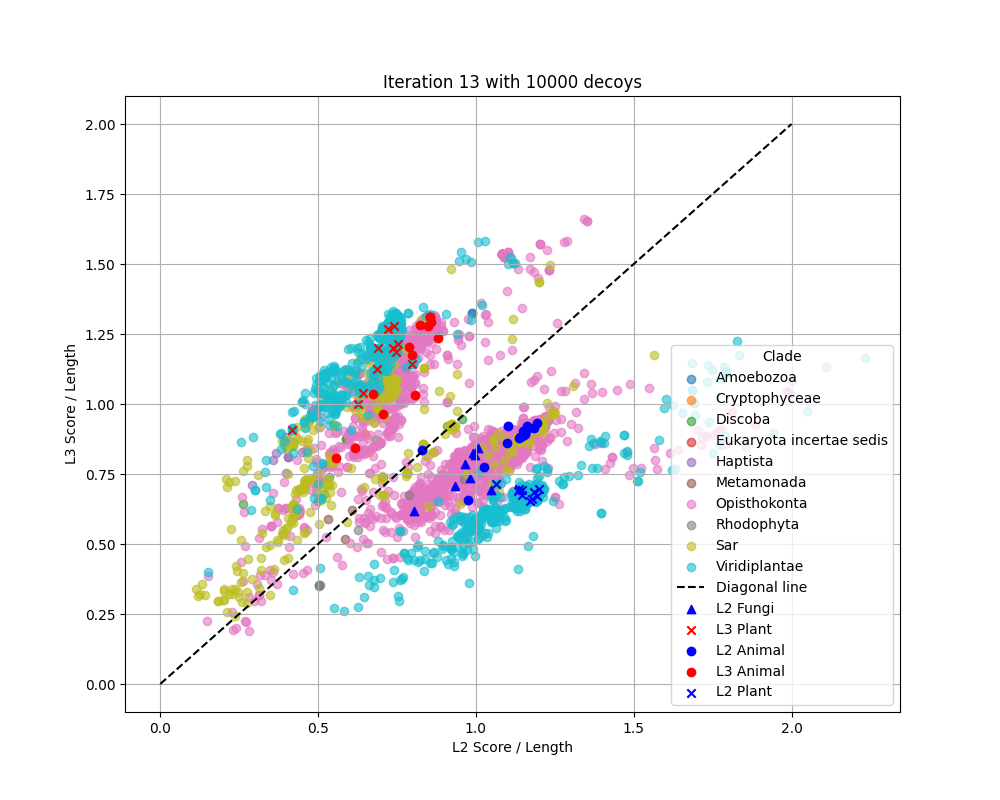 Iteration 13 with 10000 decoys
2.00
1.75
1.50
1.25
1.00
0.75
0.50
0.25
0.00
L3 Score / Length
0.0
0.5
1.0
1.5
2.0
L2 Score / Length
Clade
Amoebozoa
Cryptophyceae
Discoba
Eukaryota incertae sedis
Haptista
Metamonada
Opisthokonta
Rhodophyta
Sar
Viridiplantae
Diagonal line
L2 Fungi
L3 Plant
L2 Animal
L3 Animal
L2 Plant